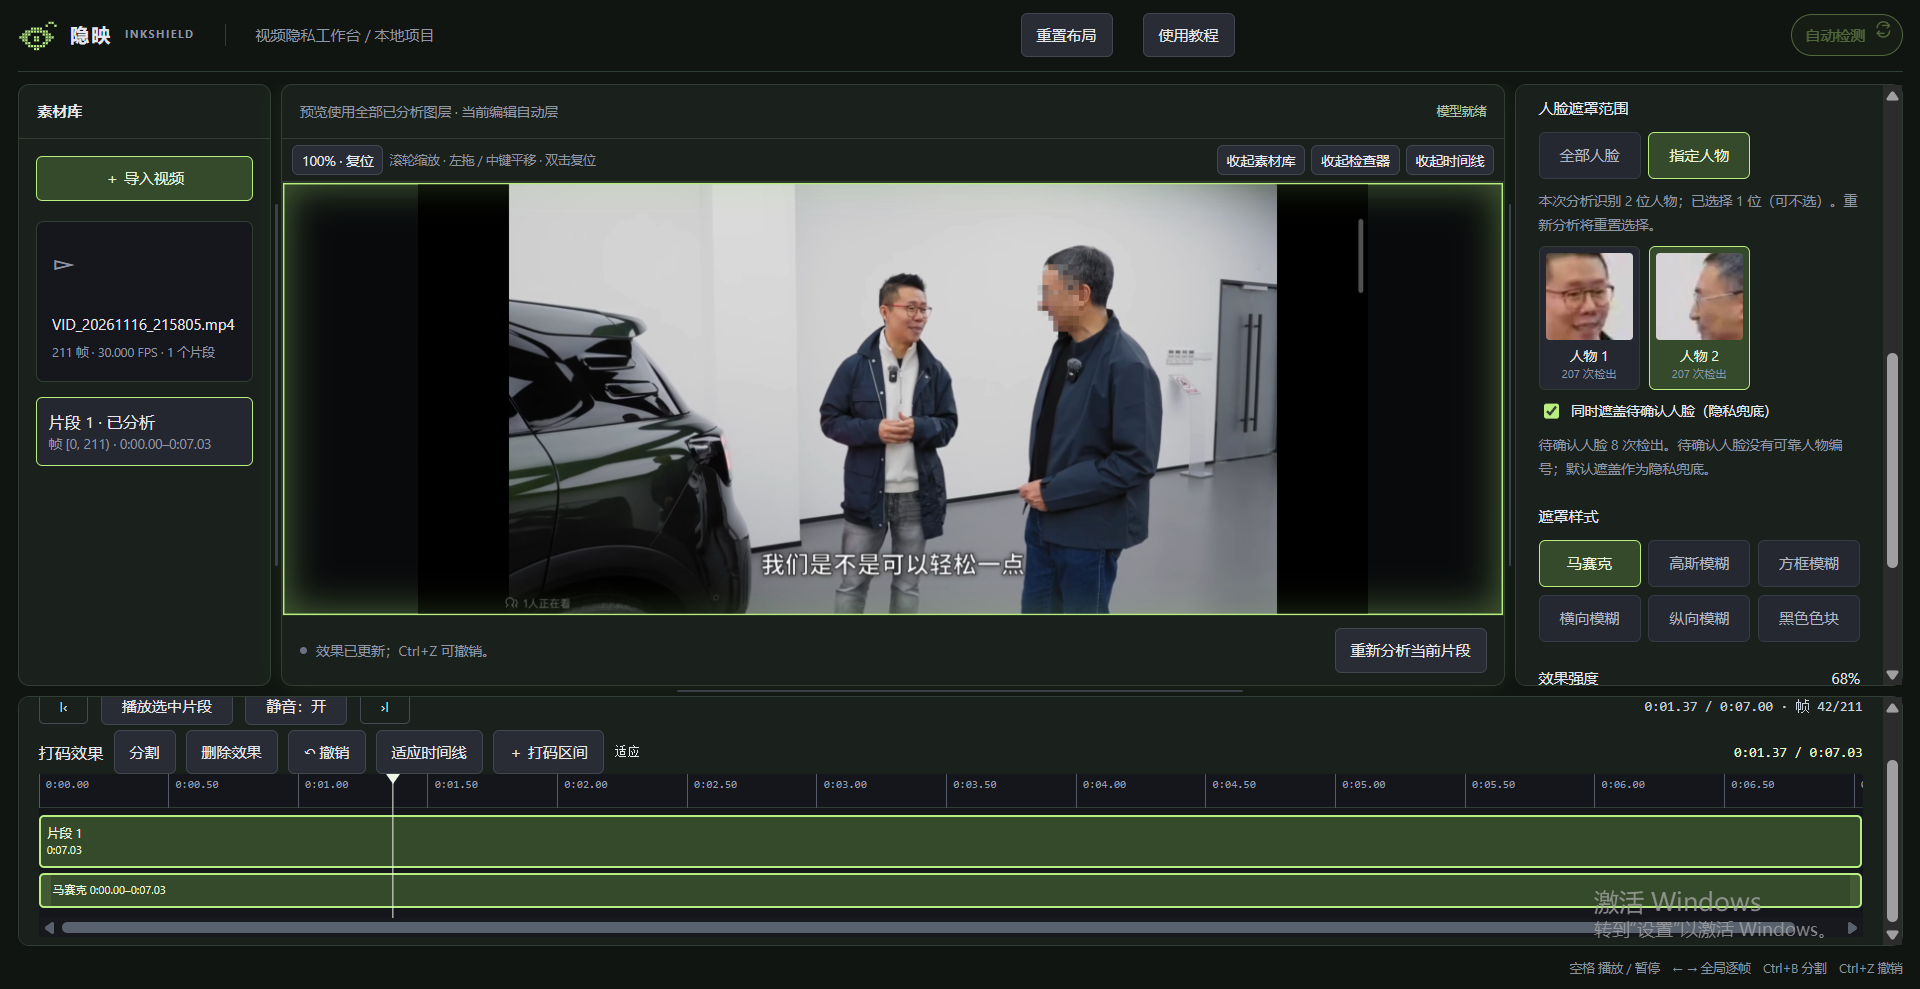 隐映 INKSHIELD 视频隐私工作台 / 本地项目 重置布局 使用教程 自动检测
素材库
+ 导入视频
VID_20261116_215805.mp4
211 帧 · 30.000 FPS · 1 个片段
片段 1 · 已分析
帧 [0, 211) · 0:00.00–0:07.03
预览使用全部已分析图层 · 当前编辑自动层 模型就绪
100% · 复位 滚轮缩放 · 左拖 / 中键平移 · 双击复位 收起素材库 收起检查器 收起时间线
我们是不是可以轻松一点
1人正在看
效果已更新；Ctrl+Z 可撤销。 重新分析当前片段
人脸遮罩范围
全部人脸 指定人物
本次分析识别 2 位人物；已选择 1 位（可不选）。重
新分析将重置选择。
人物 1 人物 2
207 次检出 207 次检出
同时遮盖待确认人脸（隐私兜底）
待确认人脸 8 次检出。待确认人脸没有可靠人物编
号；默认遮盖作为隐私兜底。
遮罩样式
马赛克 高斯模糊 方框模糊
横向模糊 纵向模糊 黑色色块
效果强度 68%
播放选中片段 静音：开 0:01.37 / 0:07.00 · 帧 42/211
打码效果 分割 删除效果 ↶撤销 适应时间线 + 打码区间 适应 0:01.37 / 0:07.03
0:00.00 0:00.50 0:01.00 0:01.50 0:02.00 0:02.50 0:03.00 0:03.50 0:04.00 0:04.50 0:05.00 0:05.50 0:06.00 0:06.50
片段 1
0:07.03
马赛克 0:00.00–0:07.03
激活 Windows
转到"设置"以激活 Windows。
空格 播放 / 暂停 ←→ 全局逐帧 Ctrl+B 分割 Ctrl+Z 撤销